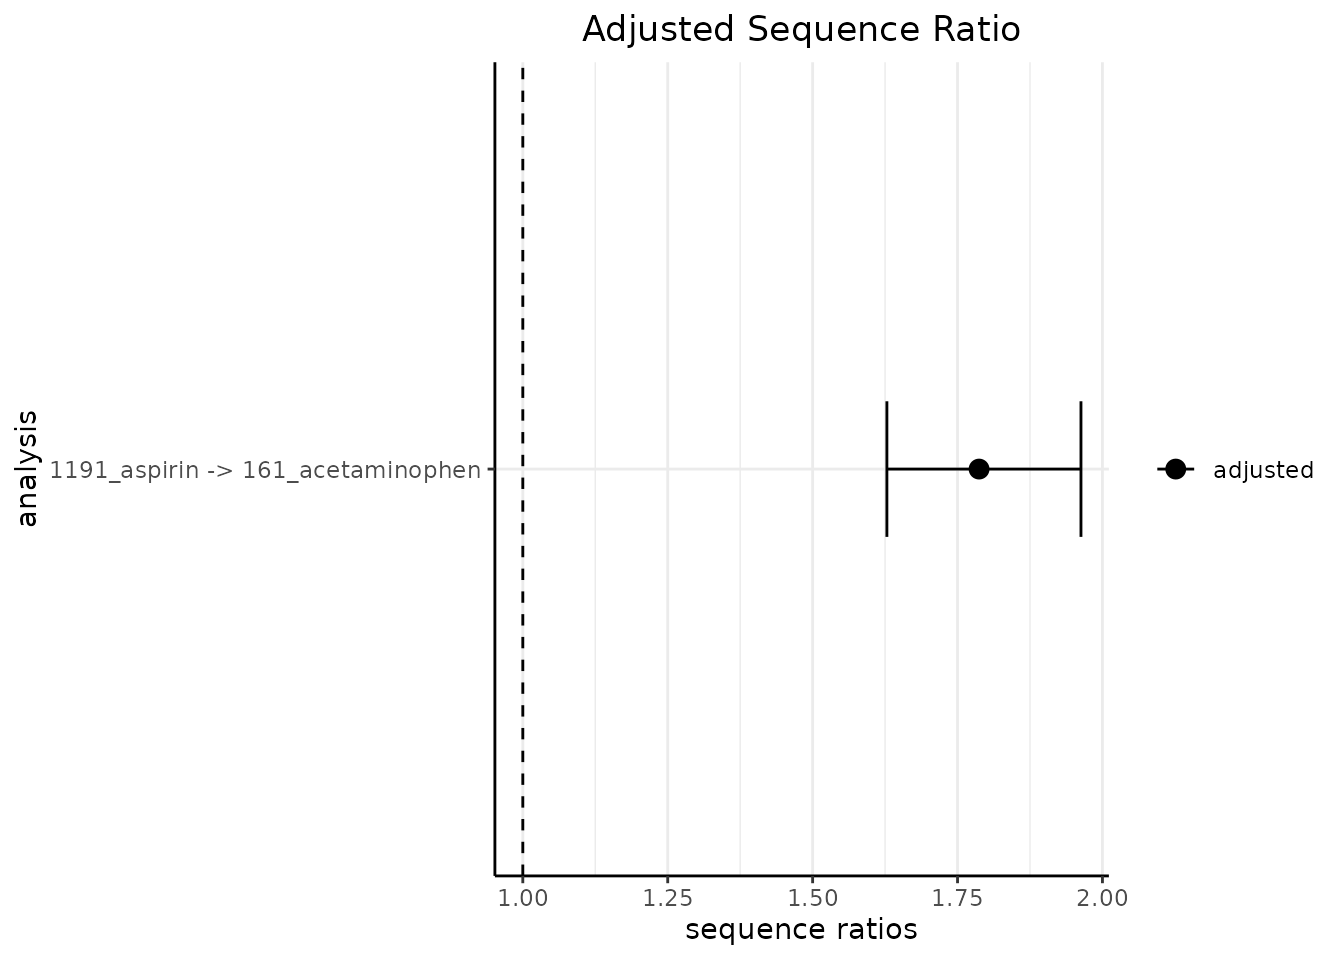 Adjusted Sequence Ratio
analysis
1191_aspirin -> 161_acetaminophen
adjusted
1.00 1.25 1.50 1.75 2.00
sequence ratios